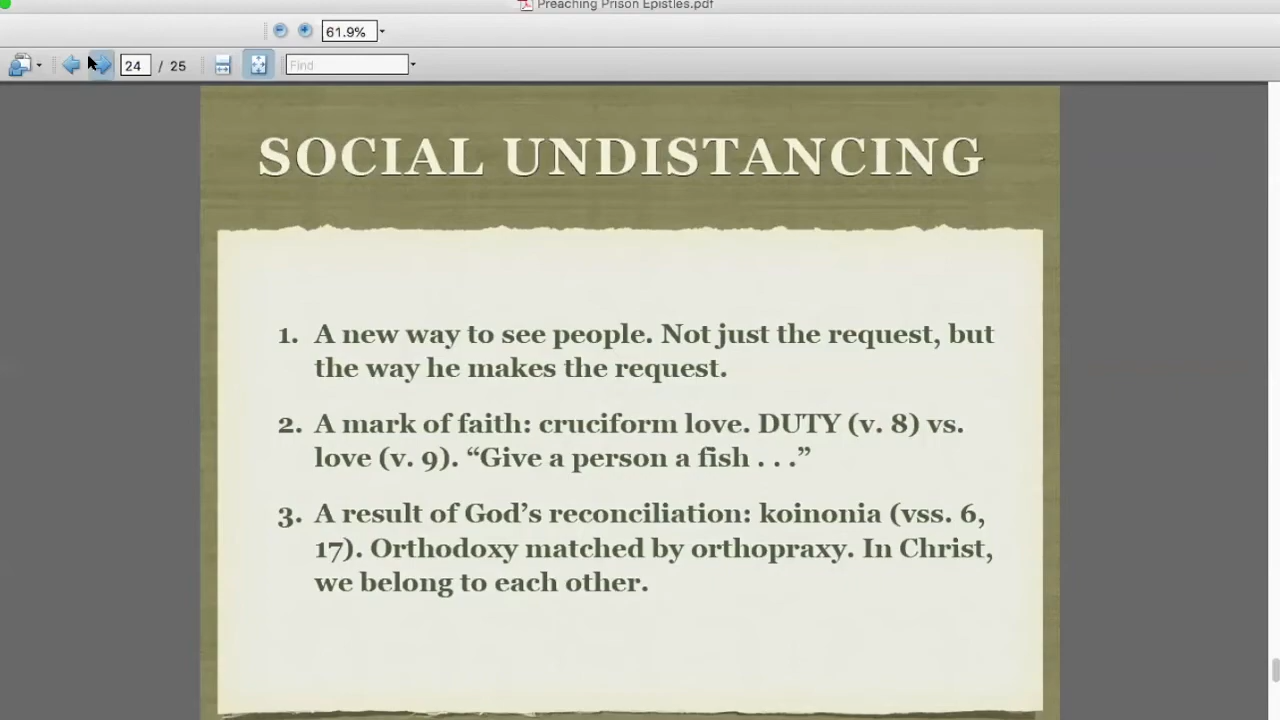 Preaching Prison Epistles.pdf
61.9%
24 / 25
Find
SOCIAL UNDISTANCING
1. A new way to see people. Not just the request, but
the way he makes the request.
2. A mark of faith: cruciform love. DUTY (v. 8) vs.
love (v. 9). “Give a person a fish . . .”
3. A result of God’s reconciliation: koinonia (vss. 6,
17). Orthodoxy matched by orthopraxy. In Christ,
we belong to each other.